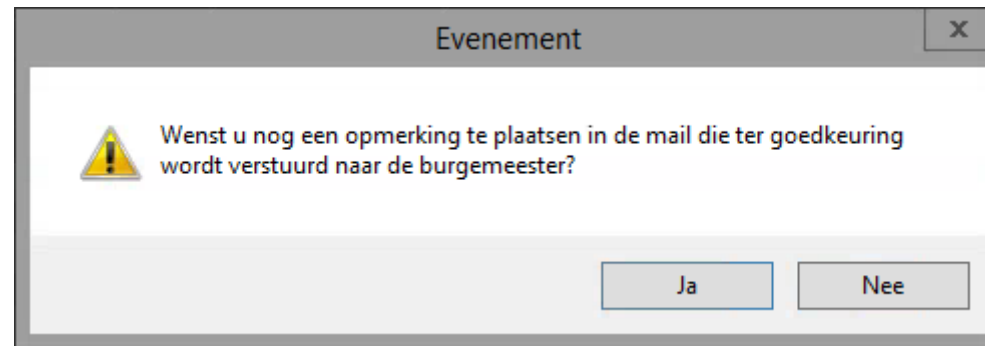 Evenement
x
Wenst u nog een opmerking te plaatsen in de mail die ter goedkeuring
wordt verstuurd naar de burgemeester?
Ja Nee